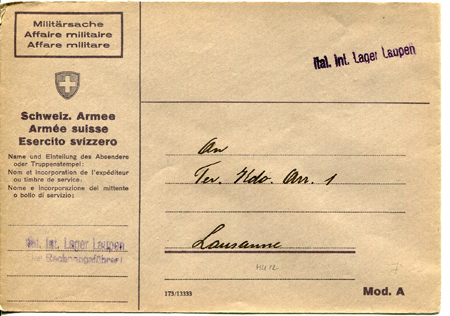 Militärsache
Affaire militaire
Affare militare
Ital. Int. Lager Laupen
Schweiz. Armee
Armée suisse
Esercito svizzero
Name und Einteilung des Absenders
oder Truppenstempel:
Nom et incorporation de l'expéditeur
ou timbre de service:
Nome e incorporazione del mittente
o bollo di servizio:
An
Ter. Kdo. Arr. 1
Lausanne
Ital. Int. Lager Laupen
Der Rechnungsführer:
173/13333
Mod. A